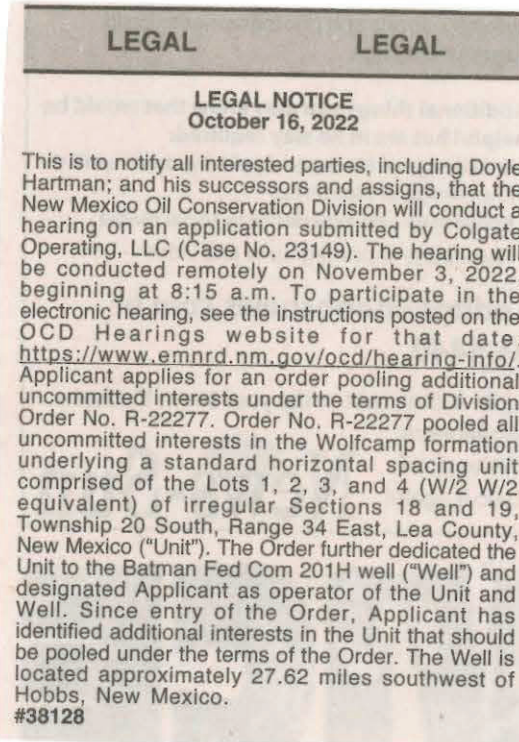 LEGAL LEGAL
LEGAL NOTICE
October 16, 2022
This is to notify all interested parties, including Doyle
Hartman; and his successors and assigns, that the
New Mexico Oil Conservation Division will conduct a
hearing on an application submitted by Colgate
Operating, LLC (Case No. 23149). The hearing will
be conducted remotely on November 3, 2022
beginning at 8:15 a.m. To participate in the
electronic hearing, see the instructions posted on the
OCD Hearings website for that date
https://www.emnrd.nm.gov/ocd/hearing-info/.
Applicant applies for an order pooling additional
uncommitted interests under the terms of Division
Order No. R-22277. Order No. R-22277 pooled all
uncommitted interests in the Wolfcamp formation
underlying a standard horizontal spacing unit
comprised of the Lots 1, 2, 3, and 4 (W/2 W/2
equivalent) of irregular Sections 18 and 19,
Township 20 South, Range 34 East, Lea County,
New Mexico ("Unit"). The Order further dedicated the
Unit to the Batman Fed Com 201H well ("Well") and
designated Applicant as operator of the Unit and
Well. Since entry of the Order, Applicant has
identified additional interests in the Unit that should
be pooled under the terms of the Order. The Well is
located approximately 27.62 miles southwest of
Hobbs, New Mexico.
#38128